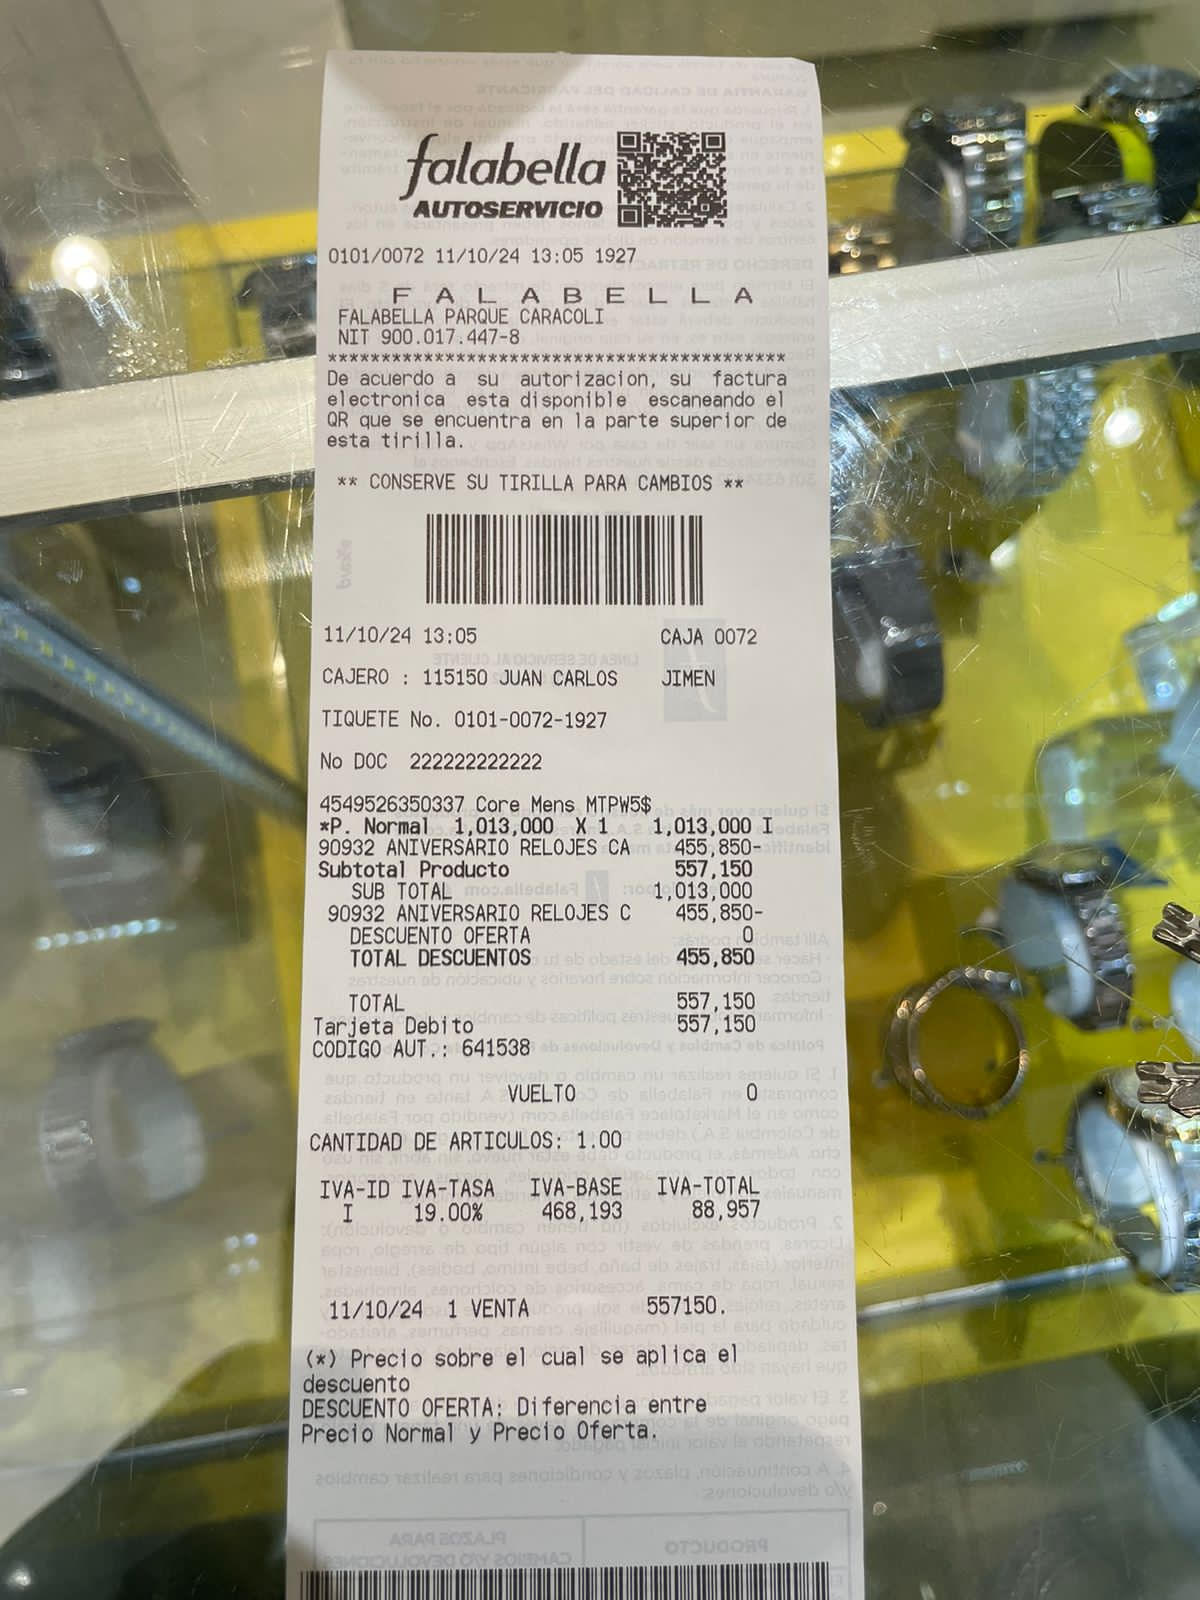 falabella
AUTOSERVICIO
0101/0072 11/10/24 13:05 1927
FALABELLA
FALABELLA PARQUE CARACOLI
NIT 900.017.447-8
*******************************************
De acuerdo a su autorizacion, su factura
electronica esta disponible escaneando el
QR que se encuentra en la parte superior de
esta tirilla.
** CONSERVE SU TIRILLA PARA CAMBIOS **
11/10/24 13:05 CAJA 0072
CAJERO : 115150 JUAN CARLOS JIMEN
TIQUETE No. 0101-0072-1927
No DOC 222222222222
4549526350337 Core Mens MTPW5$
*P. Normal 1,013,000 X 1 1,013,000 I
90932 ANIVERSARIO RELOJES CA 455,850-
Subtotal Producto 557,150
SUB TOTAL 1,013,000
90932 ANIVERSARIO RELOJES C 455,850-
DESCUENTO OFERTA 0
TOTAL DESCUENTOS 455,850
TOTAL 557,150
Tarjeta Debito 557,150
CODIGO AUT.: 641538
VUELTO 0
CANTIDAD DE ARTICULOS: 1.00
IVA-ID IVA-TASA IVA-BASE IVA-TOTAL
I 19.00% 468,193 88,957
11/10/24 1 VENTA 557150.
(*) Precio sobre el cual se aplica el
descuento
DESCUENTO OFERTA: Diferencia entre
Precio Normal y Precio Oferta.